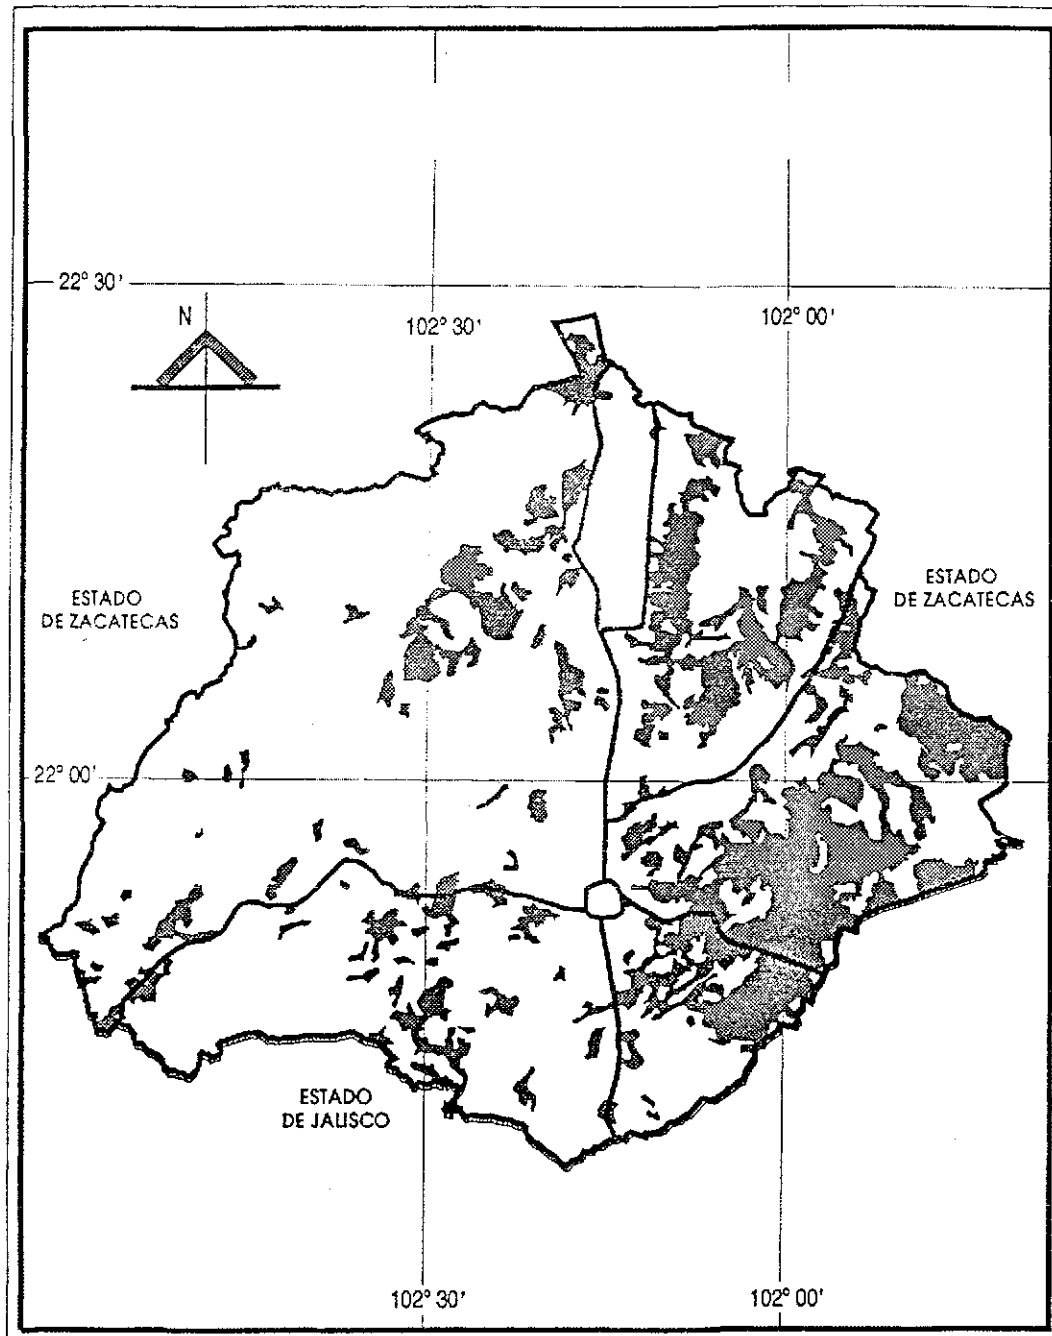 22° 30'
102° 30'
102° 00'
N
ESTADO
DE ZACATECAS
ESTADO
DE ZACATECAS
22° 00'
ESTADO
DE JALISCO
102° 30'
102° 00'